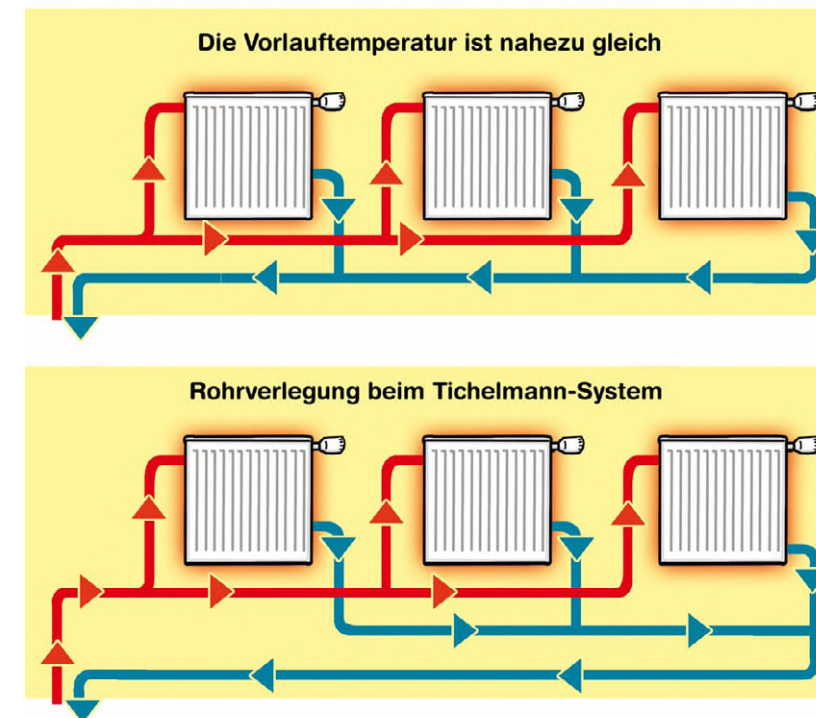 Die Vorlauftemperatur ist nahezu gleich
Rohrverlegung beim Tichelmann-System